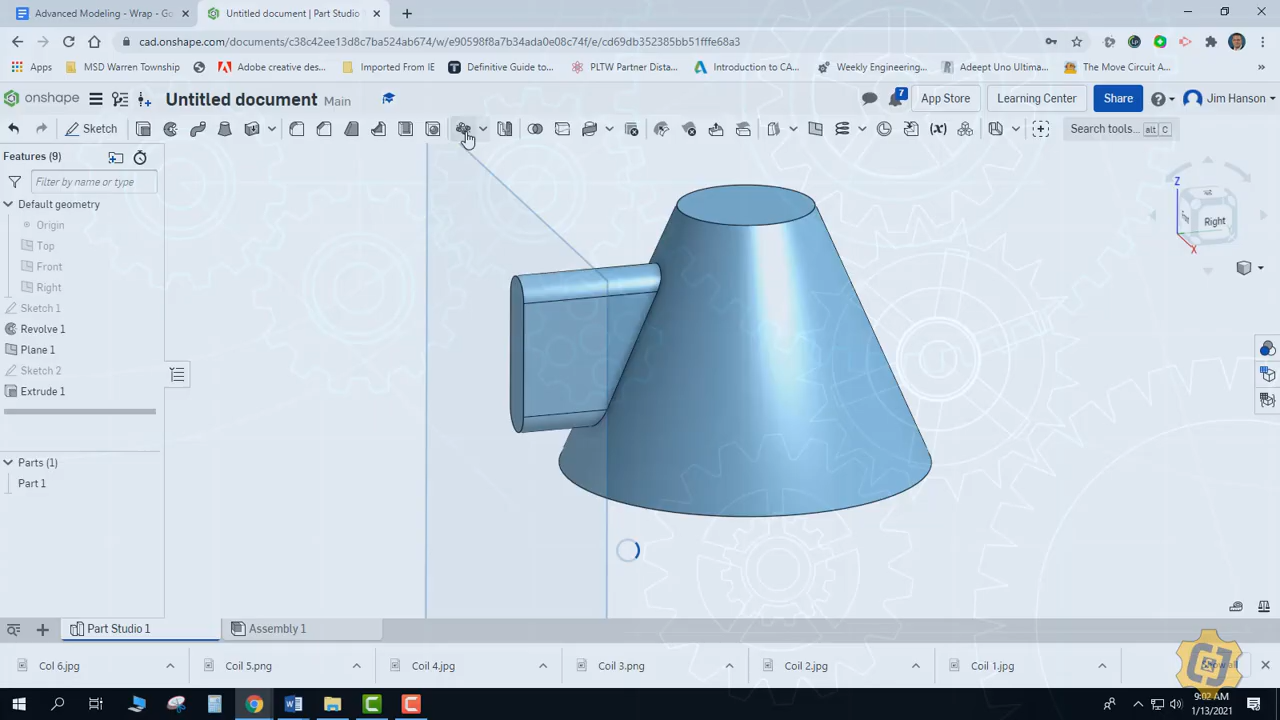 Advanced Modeling - Wrap - Go
Untitled document | Part Studio
cad.onshape.com/documents/c38c42ee13d8c7ba524ab674/w/e90598f8a7b34ada0e08c74f/e/cd69db352385bb51fffe68a3
Apps
MSD Warren Township
Adobe creative des...
Imported From IE
Definitive Guide to...
PLTW Partner Dista...
Introduction to CA...
Weekly Engineering...
Adeept Uno Ultima...
The Move Circuit A...
onshape
Untitled document Main
7
App Store
Learning Center
Share
Jim Hanson
Sketch
(x)
Search tools... alt C
Features (9)
Filter by name or type
Default geometry
Origin
Top
Front
Right
Sketch 1
Revolve 1
Plane 1
Sketch 2
Extrude 1
Parts (1)
Part 1
Z
Right
X
Part Studio 1
Assembly 1
Col 6.jpg
Coil 5.png
Coil 4.jpg
Coil 3.png
Coil 2.jpg
Coil 1.jpg
Show all
9:02 AM
1/13/2021